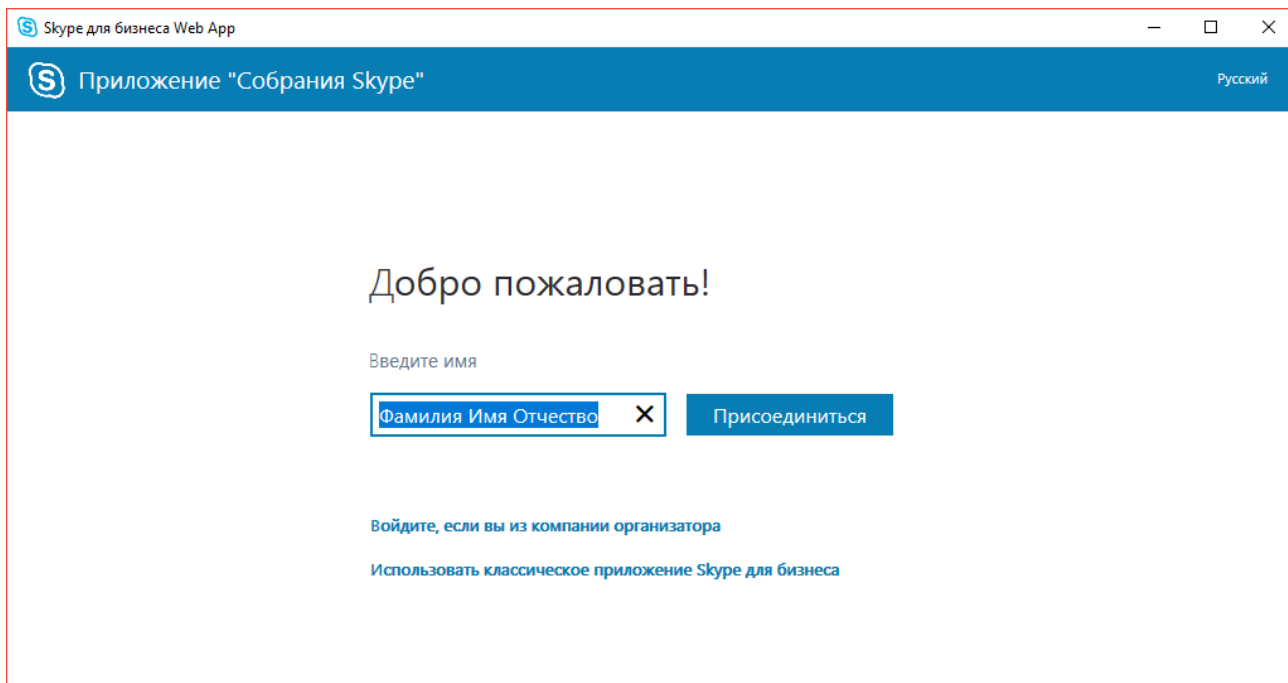 Skype для бизнеса Web App
Приложение "Собрания Skype"
Русский
Добро пожаловать!
Введите имя
Фамилия Имя Отчество
Присоединиться
Войдите, если вы из компании организатора
Использовать классическое приложение Skype для бизнеса